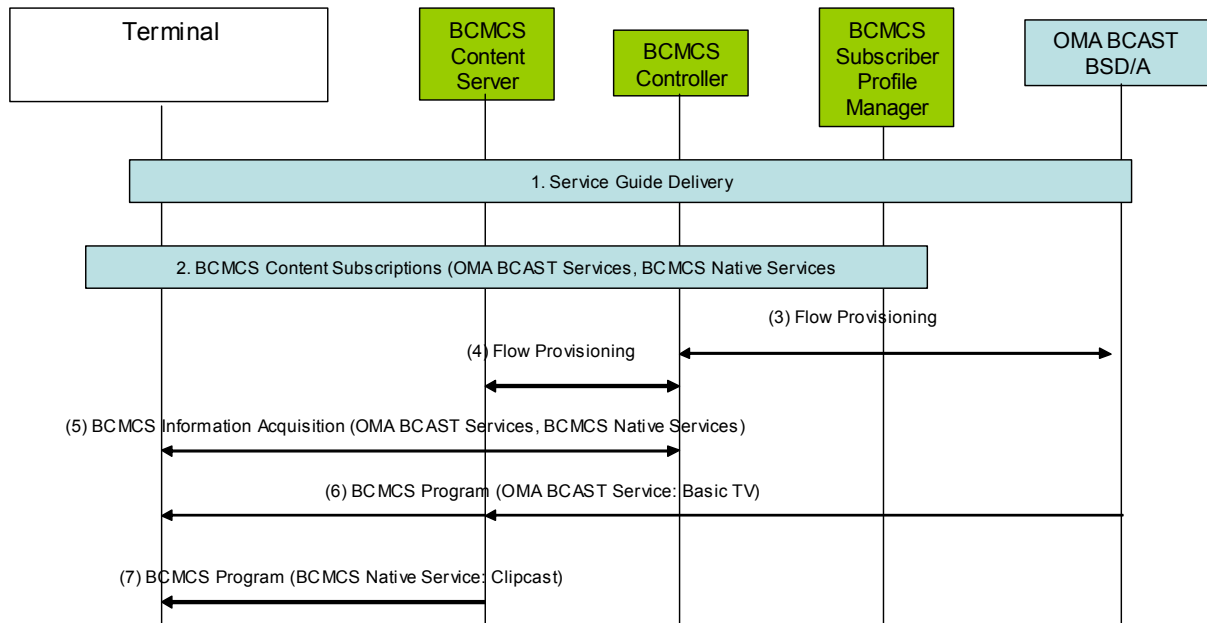 Terminal
BCMCS
Content
Server
BCMCS
Controller
BCMCS
Subscriber
Profile
Manager
OMA BCAST
BSD/A
1. Service Guide Delivery
2. BCMCS Content Subscriptions (OMA BCAST Services, BCMCS Native Services
(3) Flow Provisioning
(4) Flow Provisioning
(5) BCMCS Information Acquisition (OMA BCAST Services, BCMCS Native Services)
(6) BCMCS Program (OMA BCAST Service: Basic TV)
(7) BCMCS Program (BCMCS Native Service: Clipcast)